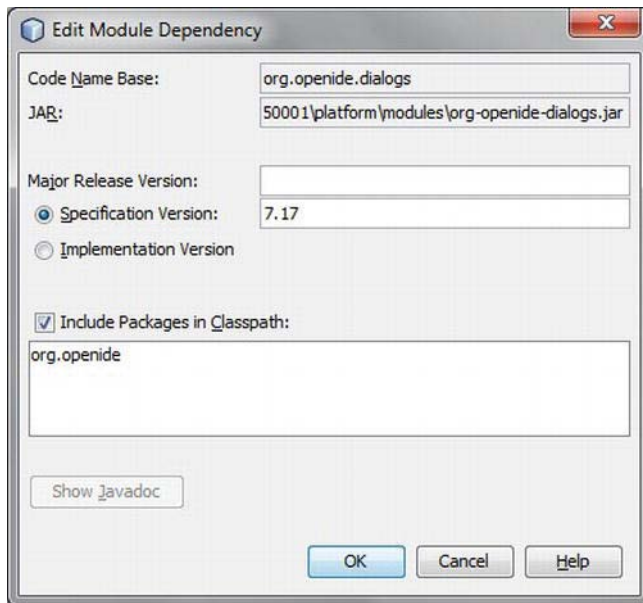 Edit Module Dependency
Code Name Base: org.openide.dialogs
JAR: 50001\platform\modules\org-openide-dialogs.jar
Major Release Version:
Specification Version: 7.17
Implementation Version
Include Packages in Classpath:
org.openide
Show Javadoc
OK Cancel Help